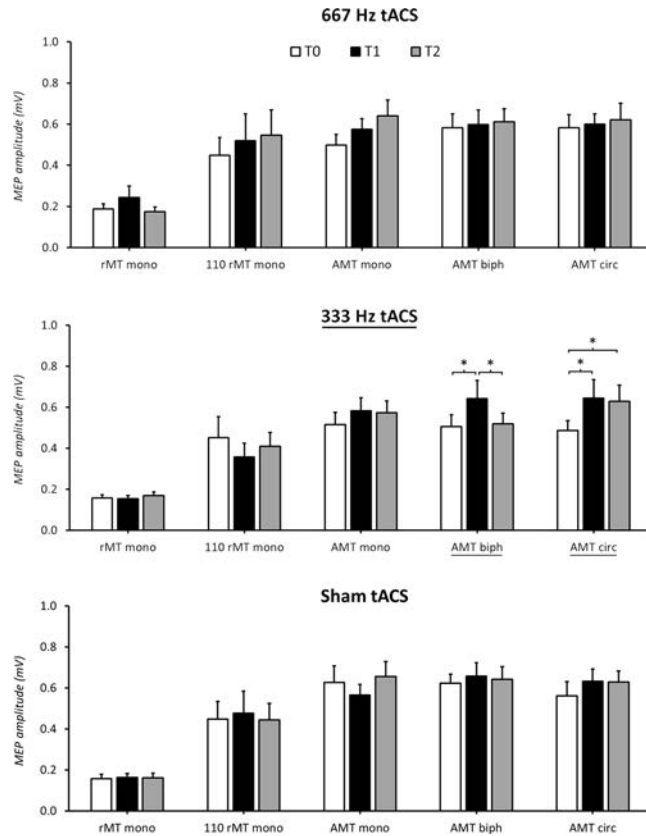 667 Hz tACS
T0 T1 T2
MEP amplitude (mV)
1.0
0.8
0.6
0.4
0.2
0.0
rMT mono 110 rMT mono AMT mono AMT biph AMT circ
333 Hz tACS
MEP amplitude (mV)
1.0
0.8
0.6
0.4
0.2
0.0
*
* * *
rMT mono 110 rMT mono AMT mono AMT biph AMT circ
Sham tACS
MEP amplitude (mV)
1.0
0.8
0.6
0.4
0.2
0.0
rMT mono 110 rMT mono AMT mono AMT biph AMT circ